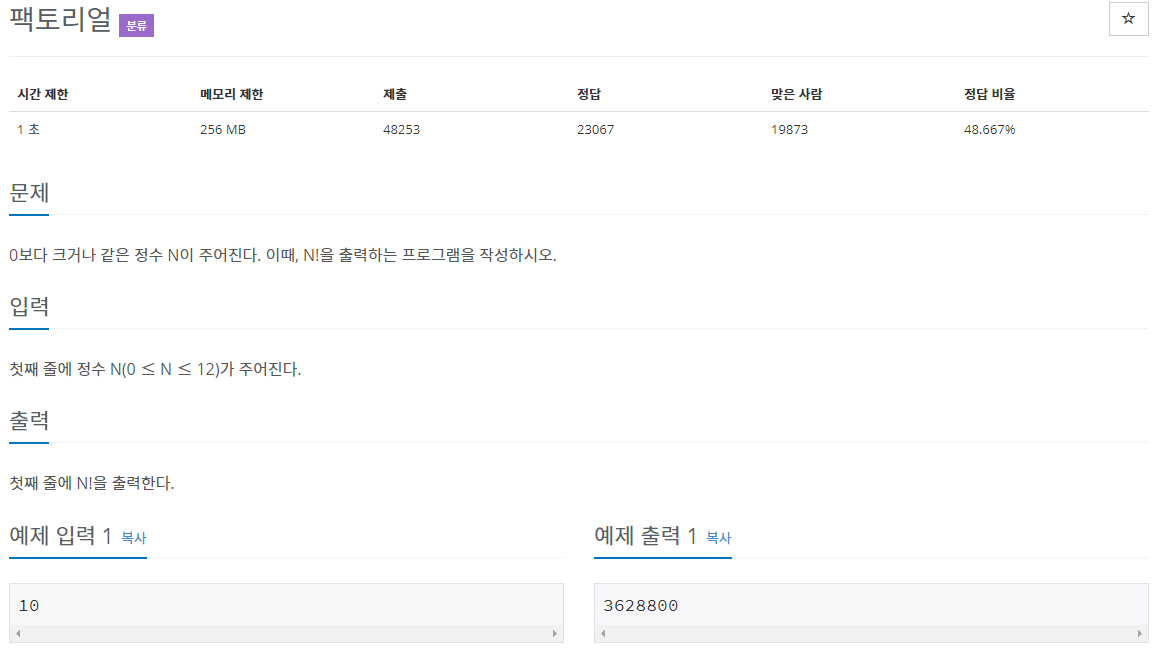 팩토리얼 분류
☆
시간 제한 메모리 제한 제출 정답 맞은 사람 정답 비율
1 초 256 MB 48253 23067 19873 48.667%
문제
0보다 크거나 같은 정수 N이 주어진다. 이때, N!을 출력하는 프로그램을 작성하시오.
입력
첫째 줄에 정수 N(0 ≤ N ≤ 12)가 주어진다.
출력
첫째 줄에 N!을 출력한다.
예제 입력 1 복사
10
예제 출력 1 복사
3628800